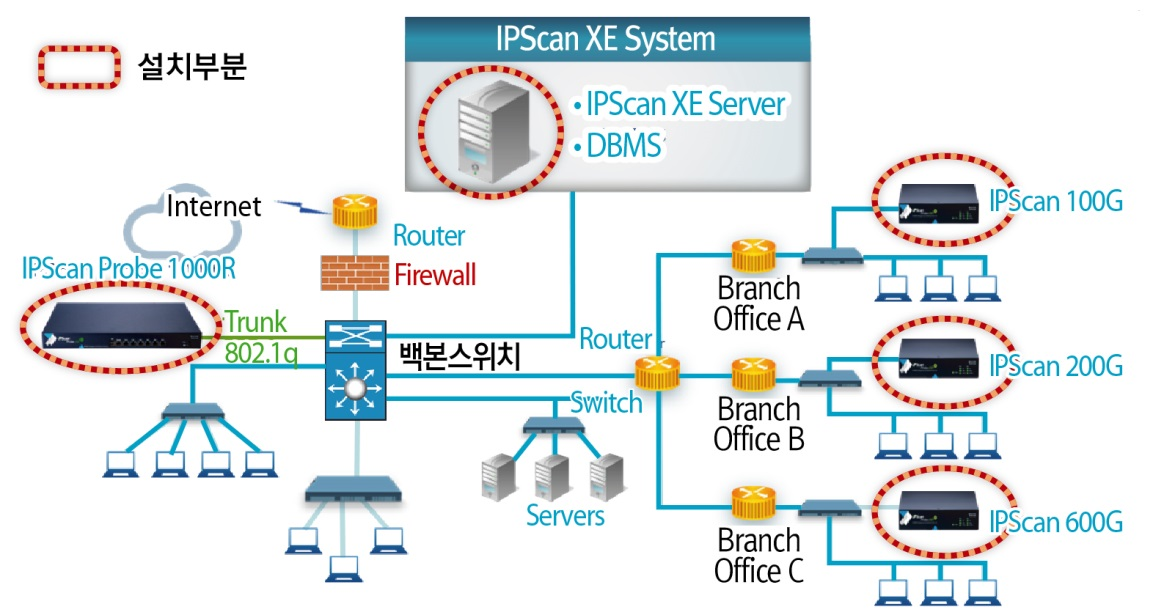 IPScan XE System
설치부분
• IPScan XE Server
• DBMS
Internet
Router
IPScan Probe 1000R
Firewall
Trunk
802.1q
백본스위치
Router
Switch
Servers
Branch
Office A
IPScan 100G
Branch
Office B
IPScan 200G
Branch
Office C
IPScan 600G